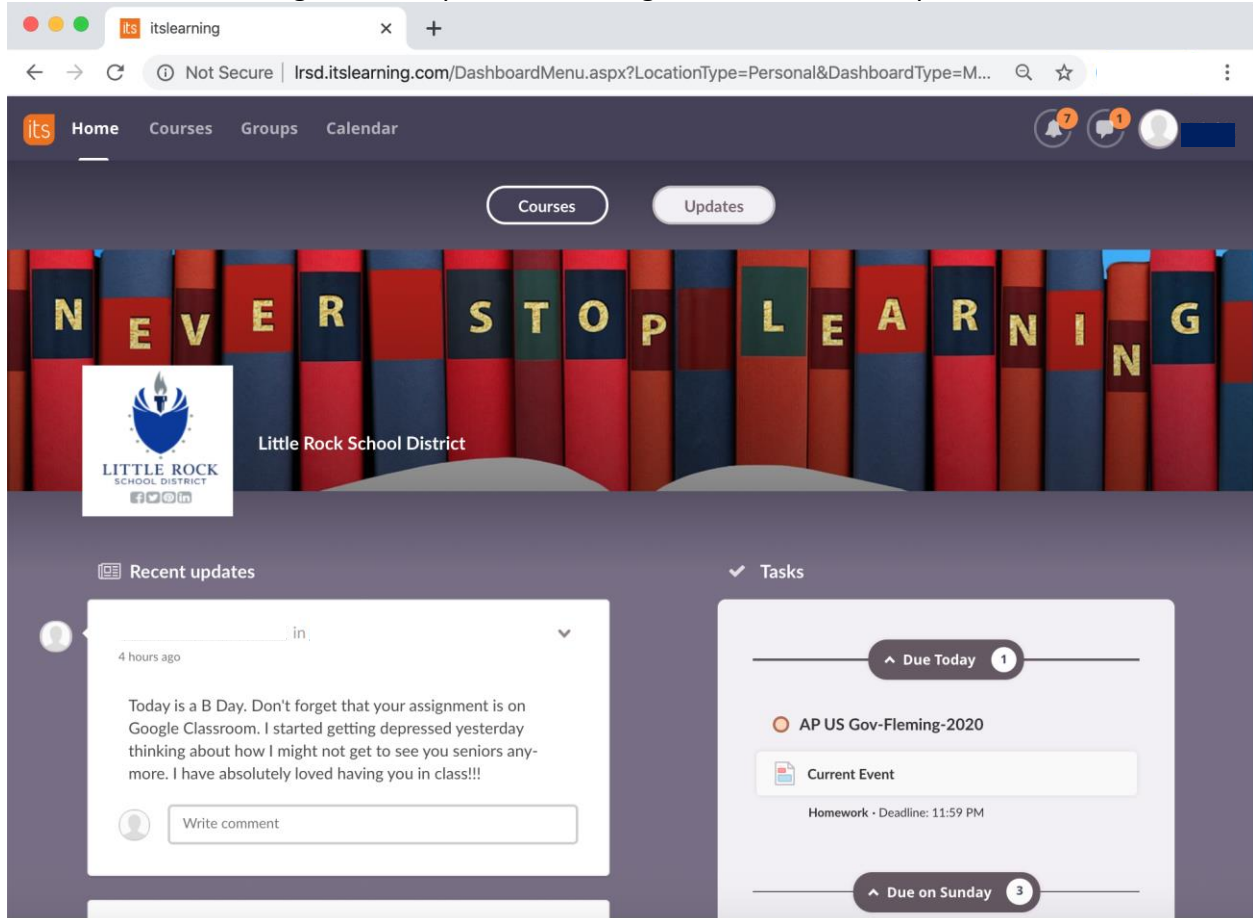 its itslearning × +
Not Secure | lrsd.itslearning.com/DashboardMenu.aspx?LocationType=Personal&DashboardType=M...
its Home Courses Groups Calendar 7 1
Courses Updates
NEVER STOP LEARNING
LITTLE ROCK
SCHOOL DISTRICT
Little Rock School District
Recent updates
in
4 hours ago
Today is a B Day. Don't forget that your assignment is on
Google Classroom. I started getting depressed yesterday
thinking about how I might not get to see you seniors any-
more. I have absolutely loved having you in class!!!
Write comment
Tasks
Due Today 1
AP US Gov-Fleming-2020
Current Event
Homework · Deadline: 11:59 PM
Due on Sunday 3